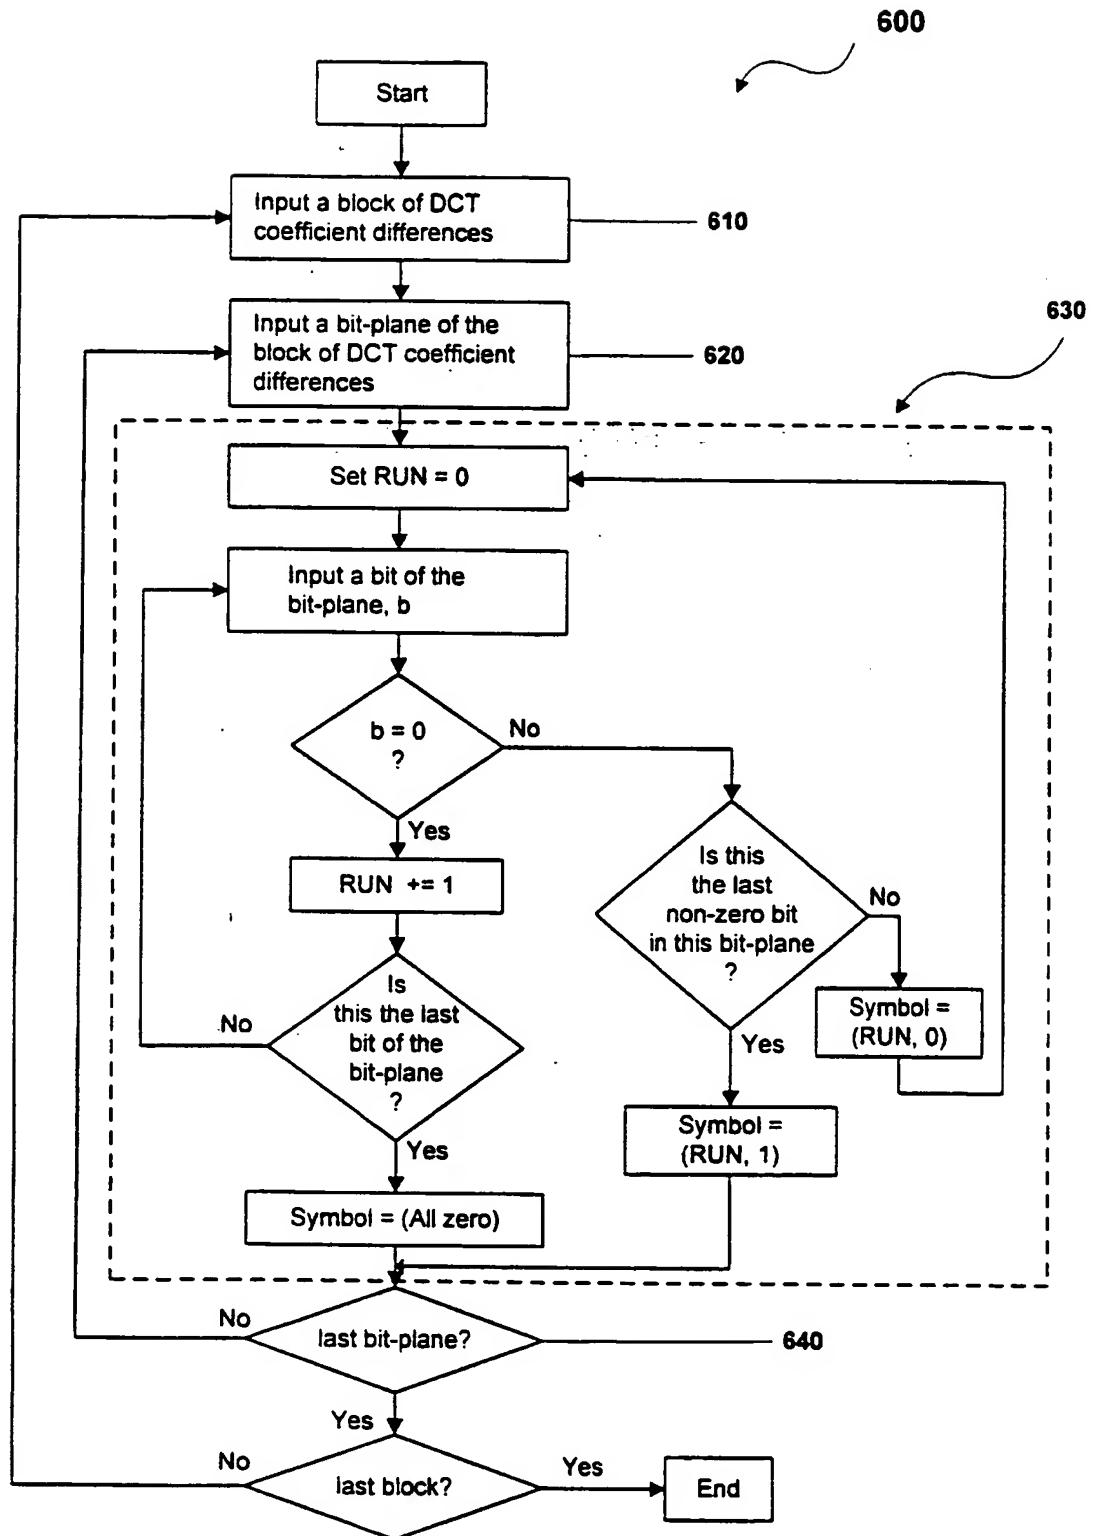 600
Start
Input a block of DCT
coefficient differences
610
Input a bit-plane of the
block of DCT coefficient
differences
620
630
Set RUN = 0
Input a bit of the
bit-plane, b
b = 0
?
No
Yes
RUN += 1
Is this
the last
non-zero bit
in this bit-plane
?
No
Symbol =
(RUN, 0)
Yes
Symbol =
(RUN, 1)
Is
this the last
bit of the
bit-plane
?
No
Yes
Symbol = (All zero)
last bit-plane?
No
640
Yes
last block?
No
Yes
End